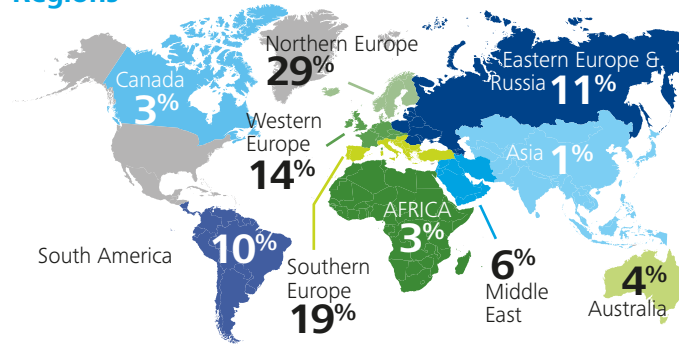 Regions
Northern Europe
29%
Eastern Europe &
Russia 11%
Canada
3%
Western
Europe
14%
Asia 1%
AFRICA
3%
South America
10%
Southern
Europe
19%
6%
Middle
East
4%
Australia